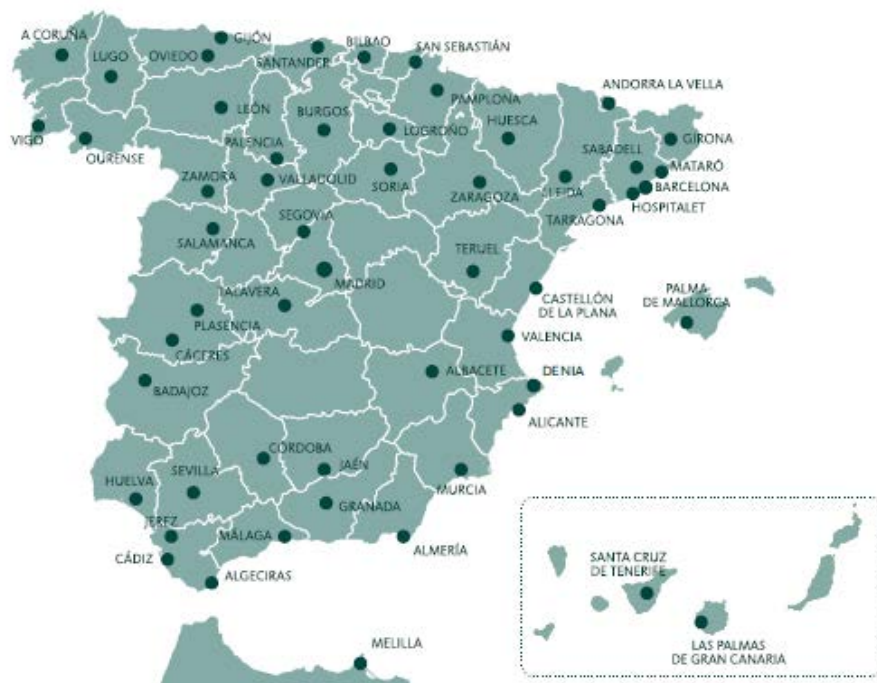 A CORUÑA
LUGO
OVIEDO
GIJÓN
SANTANDER
BILBAO
SAN SEBASTIÁN
ANDORRA LA VELLA
PAMPLONA
LEÓN
BURGOS
LOGROÑO
HUESCA
SABADELL
GIRONA
VIGO
OURENSE
PALENCIA
MATARÓ
ZAMORA
VALLADOLID
SORIA
ZARAGOZA
LLEIDA
BARCELONA
HOSPITALET
TARRAGONA
SEGOVIA
SALAMANCA
TERUEL
MADRID
TALAVERA
PALMA
DE MALLORCA
CASTELLÓN
DE LA PLANA
PLASENCIA
VALENCIA
CÁCERES
ALBACETE
DENIA
BADAJOZ
ALICANTE
CÓRDOBA
JAÉN
SEVILLA
HUELVA
MURCIA
GRANADA
JEREZ
MÁLAGA
ALMERÍA
CÁDIZ
ALGECIRAS
SANTA CRUZ
DE TENERIFE
MELILLA
LAS PALMAS
DE GRAN CANARIA